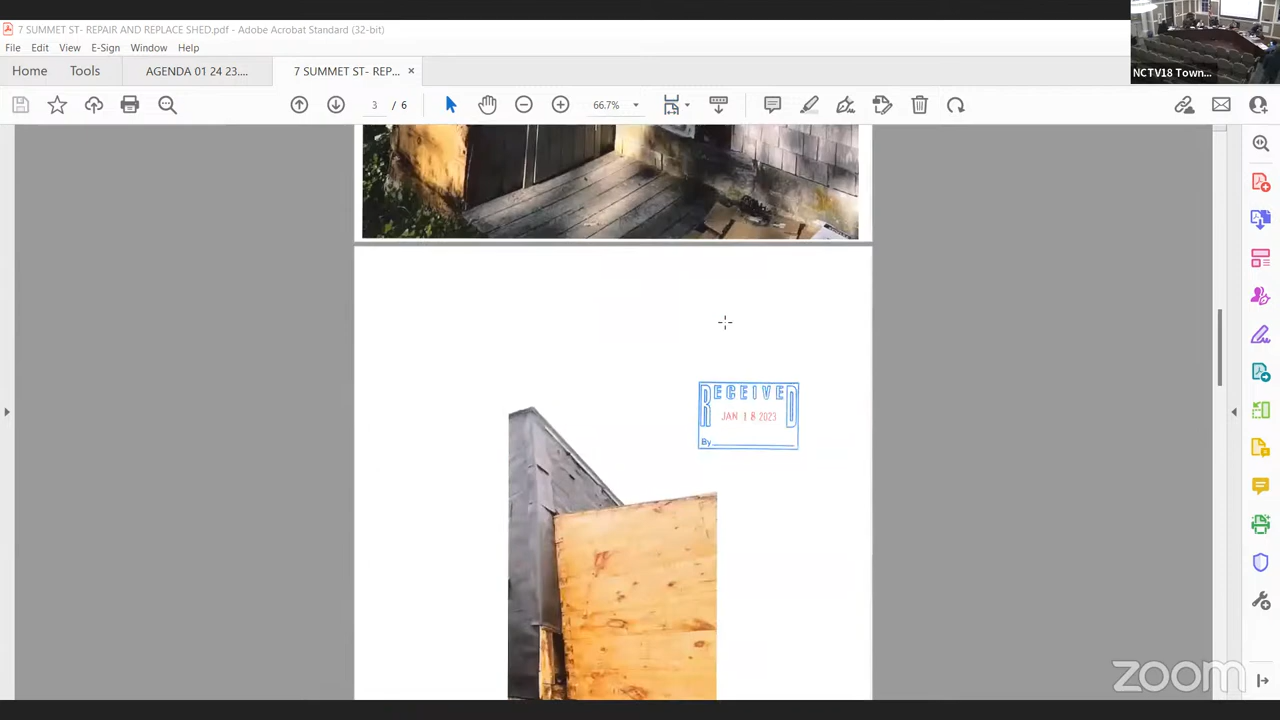 7 SUMMET ST- REPAIR AND REPLACE SHED.pdf - Adobe Acrobat Standard (32-bit)
File Edit View E-Sign Window Help
Home Tools AGENDA 01 24 23.... 7 SUMMET ST- REP... ×
3 / 6 66.7%
NCTV18 Town...
RECEIVED
JAN 18 2023
By
zoom